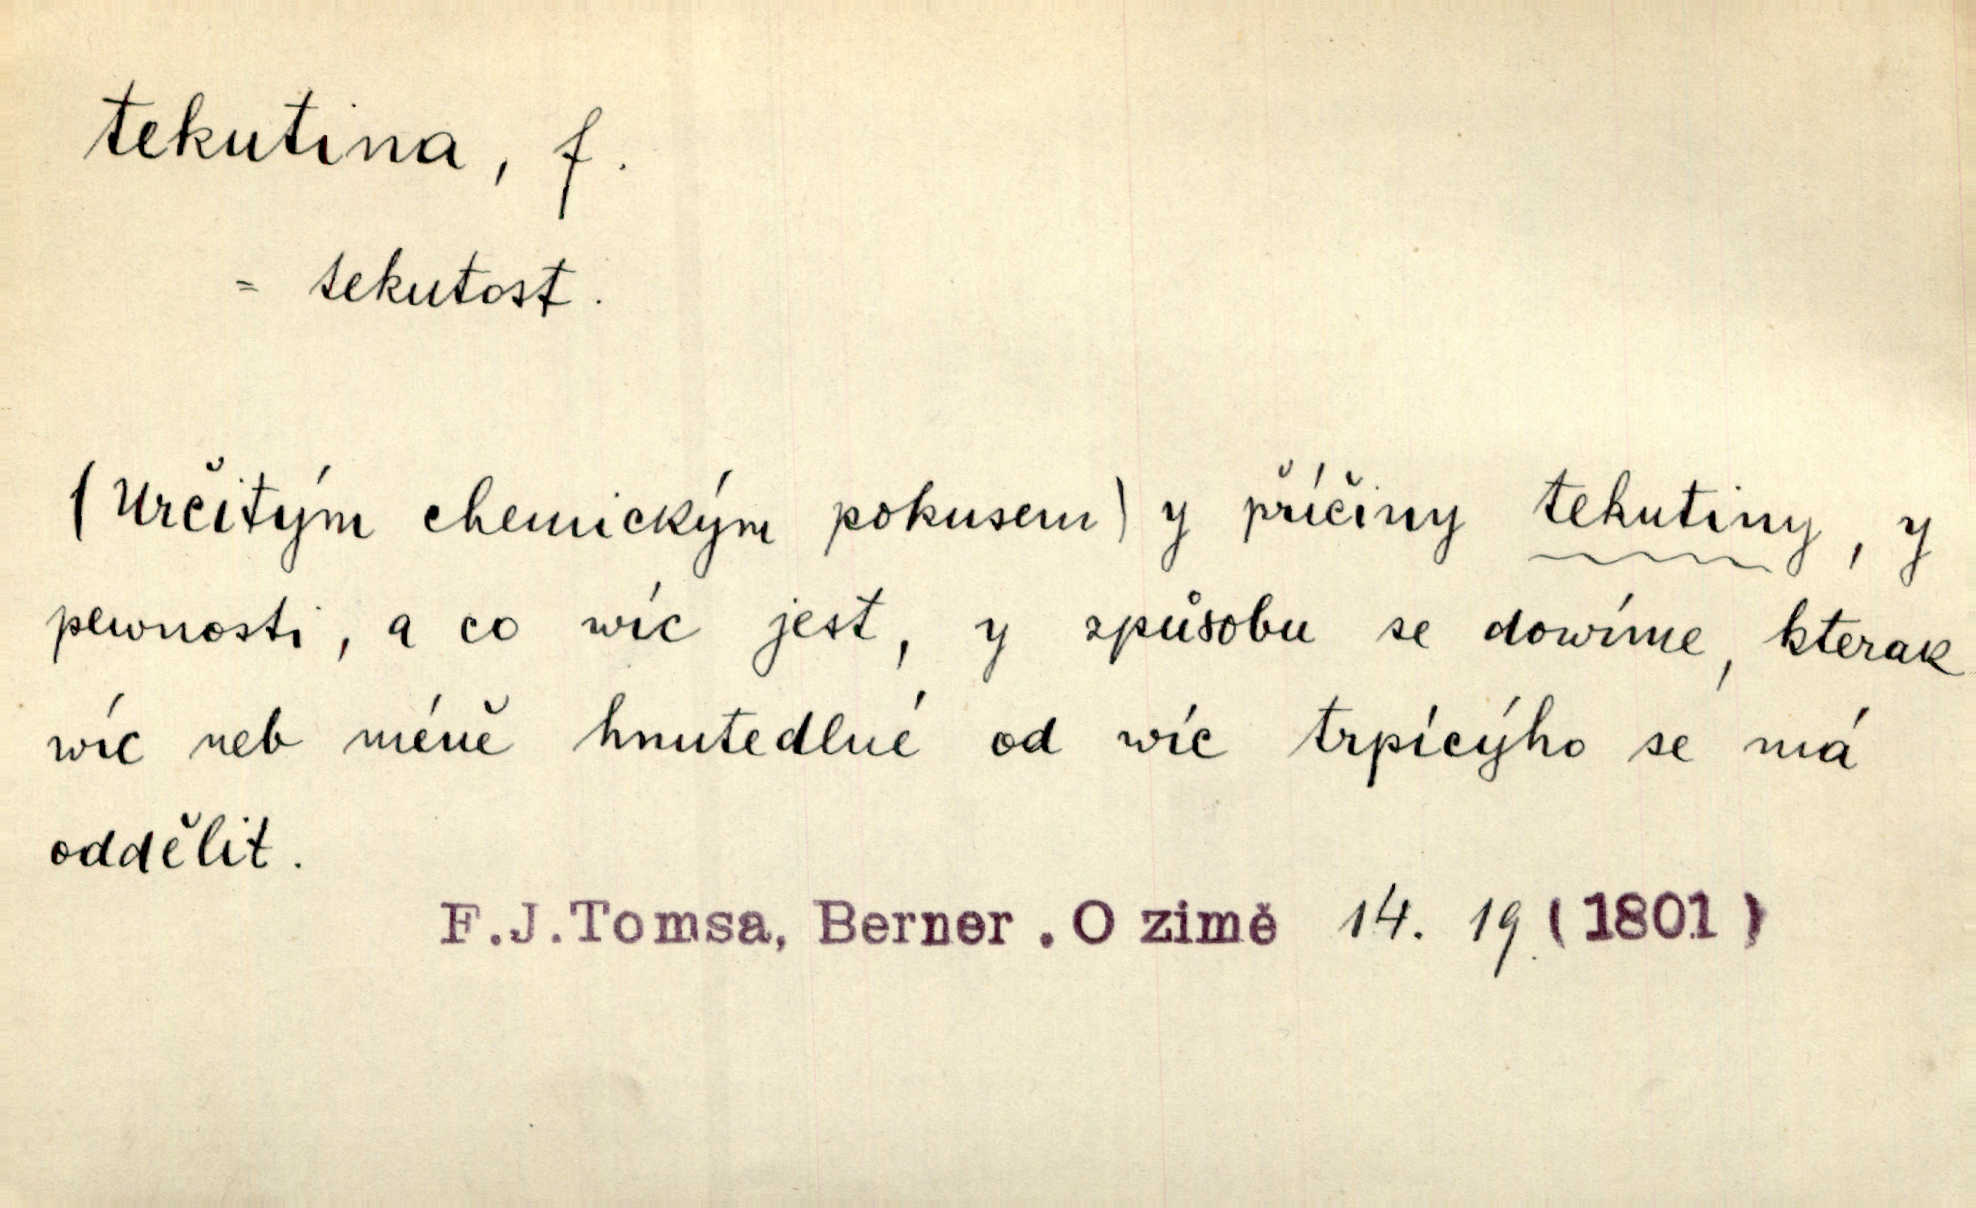 tekutina, f.
= tekutost.
(Určitým chemickým pokusem) y příčiny tekutiny, y
pewnosti, a co wíc jest, y způsobu se dowíme, kterak
wíc neb méně hnutedlné od wíc trpícýho se má
oddělit.
F.J.Tomsa, Berner. O zimě 14. 19 (1801)